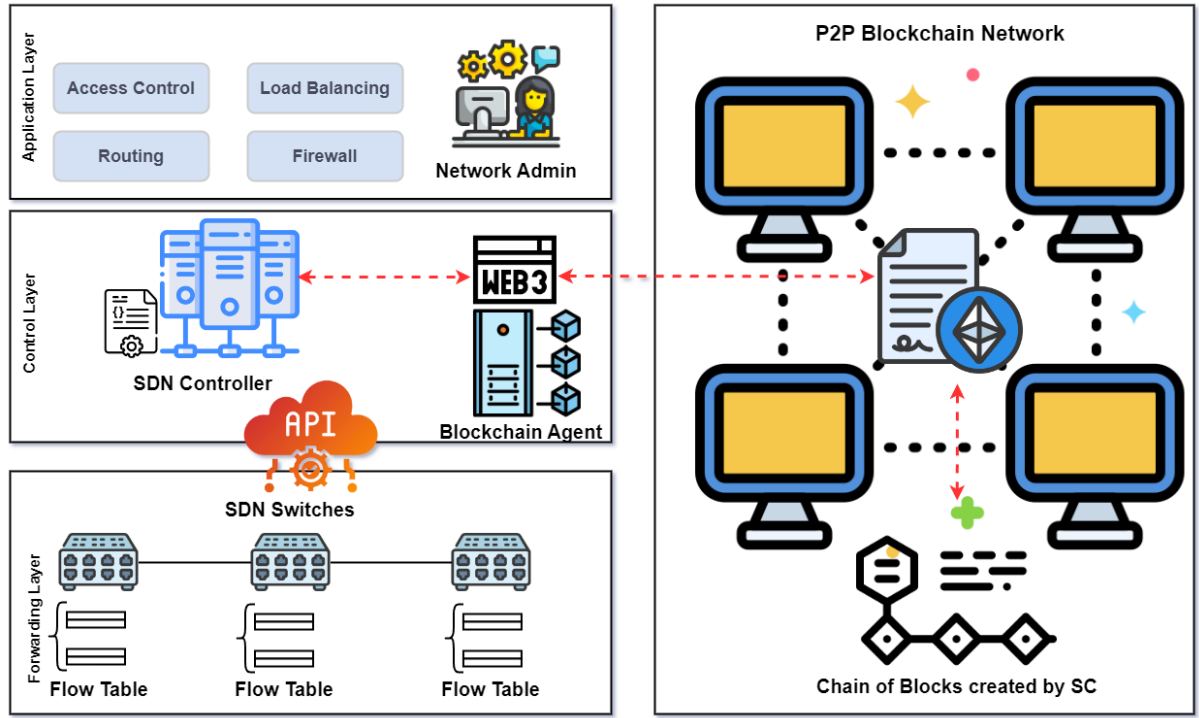 Application Layer
Access Control
Load Balancing
Routing
Firewall
Network Admin
Control Layer
{}
SDN Controller
WEB3
Blockchain Agent
API
Forwarding Layer
SDN Switches
Flow Table
Flow Table
Flow Table
P2P Blockchain Network
Chain of Blocks created by SC